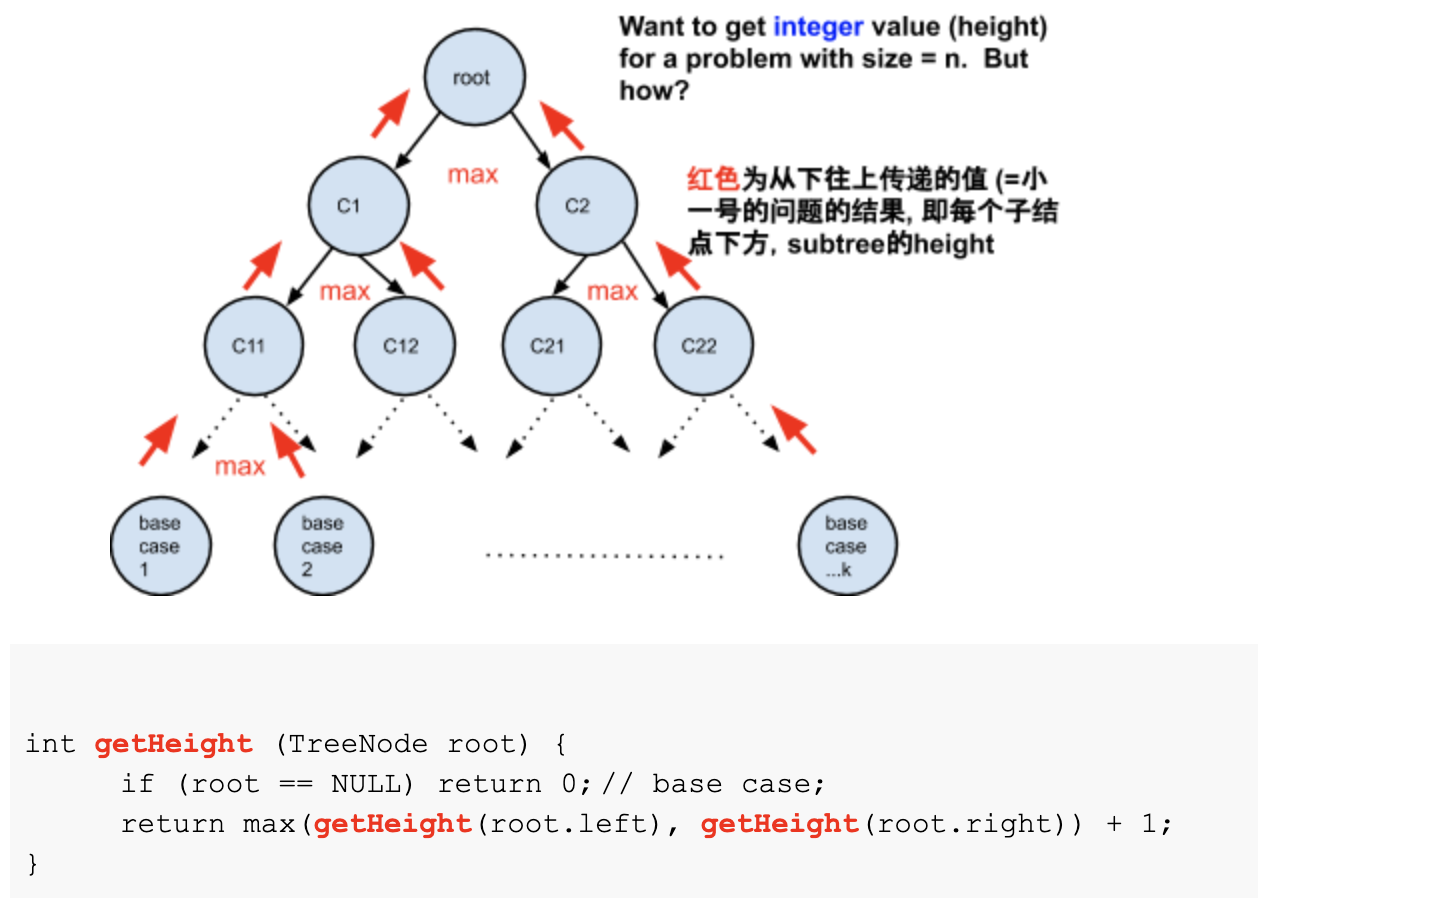 Want to get integer value (height)
for a problem with size = n. But
how?
root
max
红色为从下往上传递的值 (=小
一号的问题的结果, 即每个子结
点下方, subtree的height
C1
C2
max
max
C11
C12
C21
C22
max
base
case
1
base
case
2
base
case
...k
int getHeight (TreeNode root) {
if (root == NULL) return 0; // base case;
return max(getHeight(root.left), getHeight(root.right)) + 1;
}